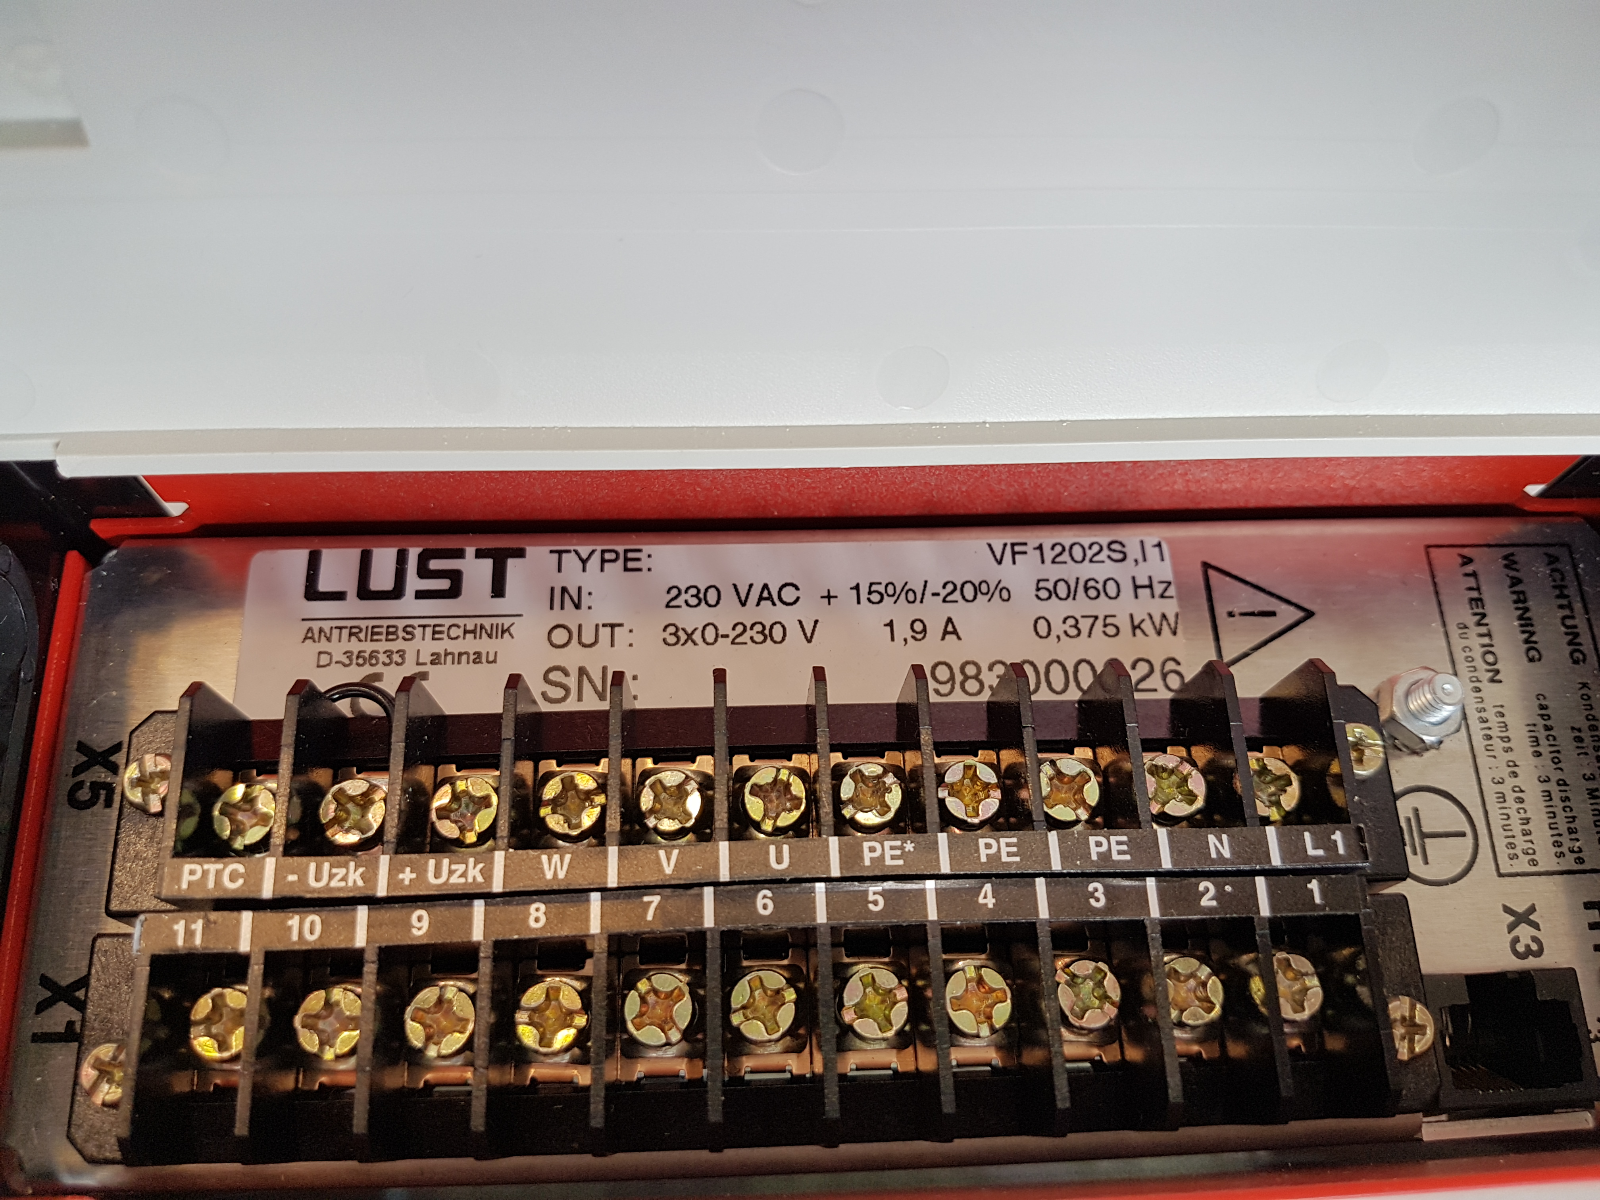 LUST
ANTRIEBSTECHNIK
D-35633 Lahnau
TYPE: VF1202S,I1
IN: 230 VAC + 15%/-20% 50/60 Hz
OUT: 3x0-230 V 1,9 A 0,375 kW
SN
ACHTUNG
WARNING capacitor discharge
time : 3 minutes.
ATTENTION temps de decharge
du condensateur : 3 minutes.
X5
PTC - Uzk + Uzk W V U PE* PE PE N L1
11 10 9 8 7 6 5 4 3 2 1
X1
X3